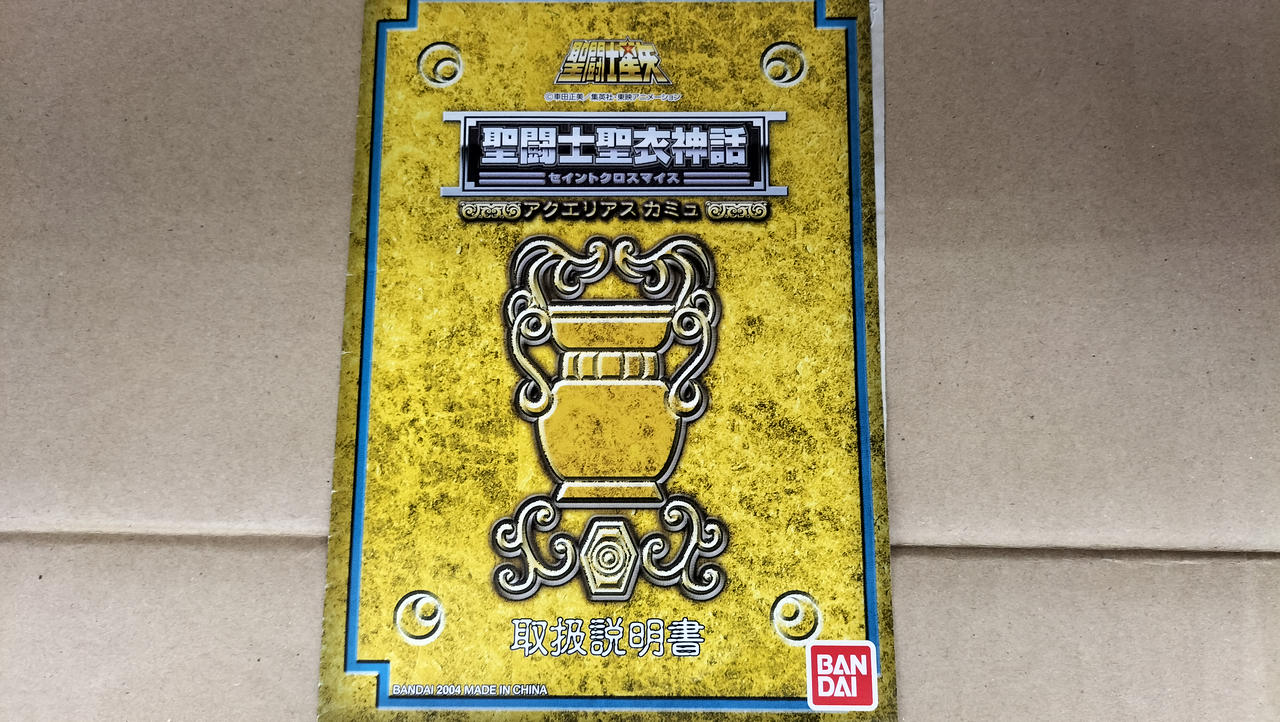 聖闘士星矢
©車田正美/集英社・東映アニメーション
聖闘士聖衣神話
セイントクロスマイス
アクエリアス カミュ
取扱説明書
BANDAI 2004 MADE IN CHINA
BAN
DAI